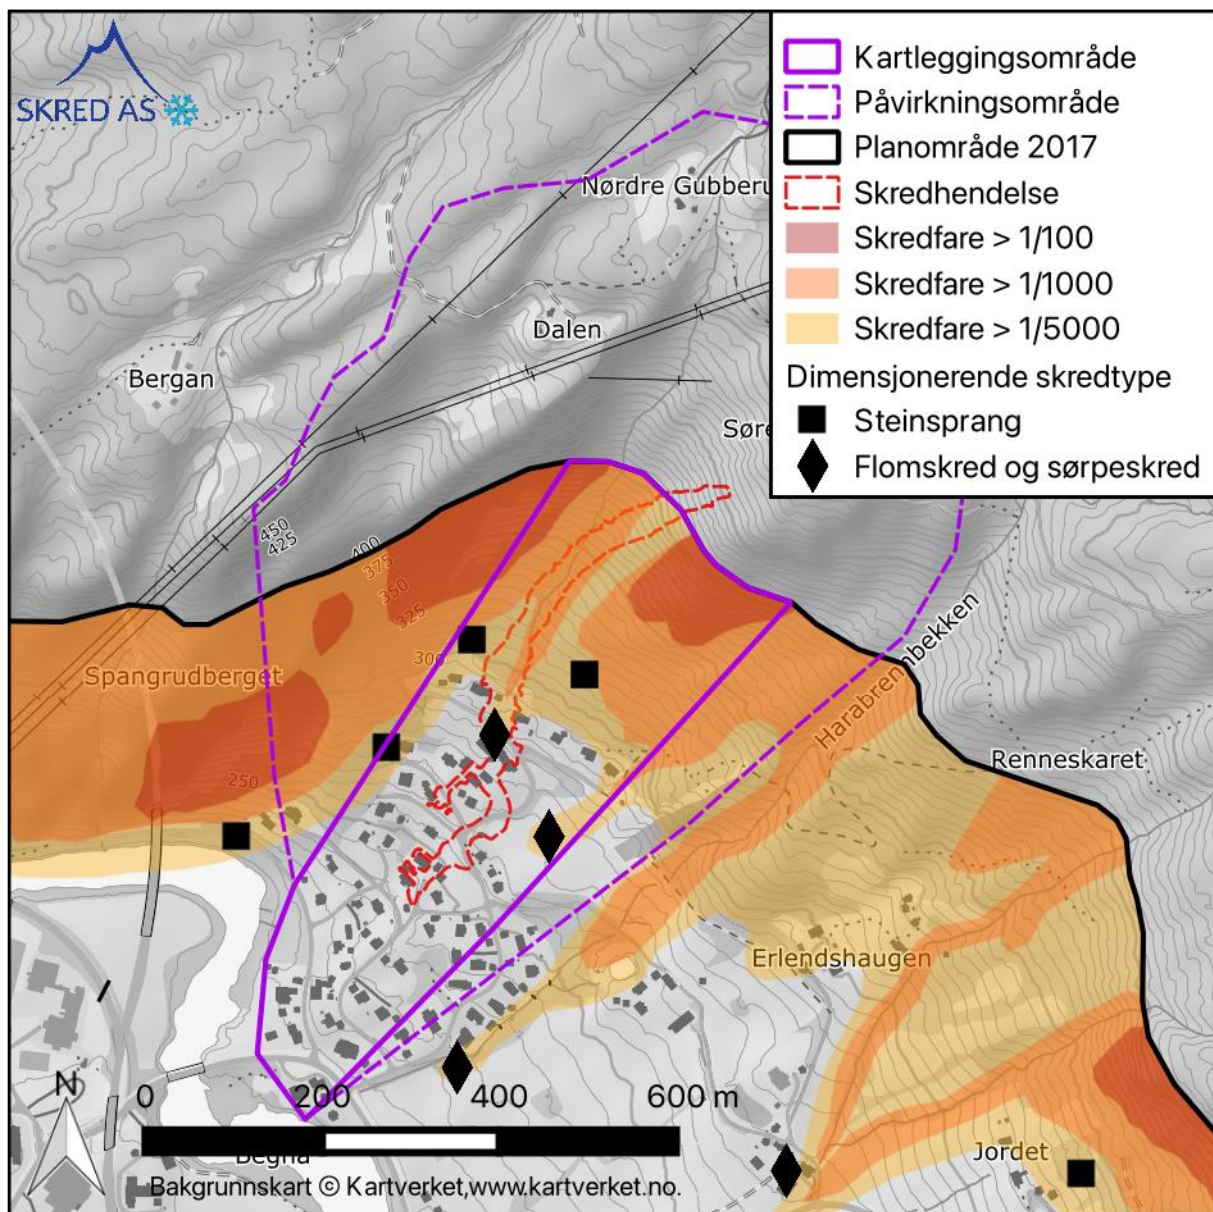 SKRED AS
Kartleggingsområde
Påvirkningsområde
Planområde 2017
Skredhendelse
Skredfare > 1/100
Skredfare > 1/1000
Skredfare > 1/5000
Dimensjonerende skredtype
Steinsprang
Flomskred og sørpeskred
Nørdre Gubberu
Dalen
Bergan
Søre
450
425
400
375
350
325
300
Spangrudberget
250
Harabrennbekken
Renneskaret
Erlendshaugen
Jordet
N
0 200 400 600 m
Begna
Bakgrunnskart © Kartverket,www.kartverket.no.